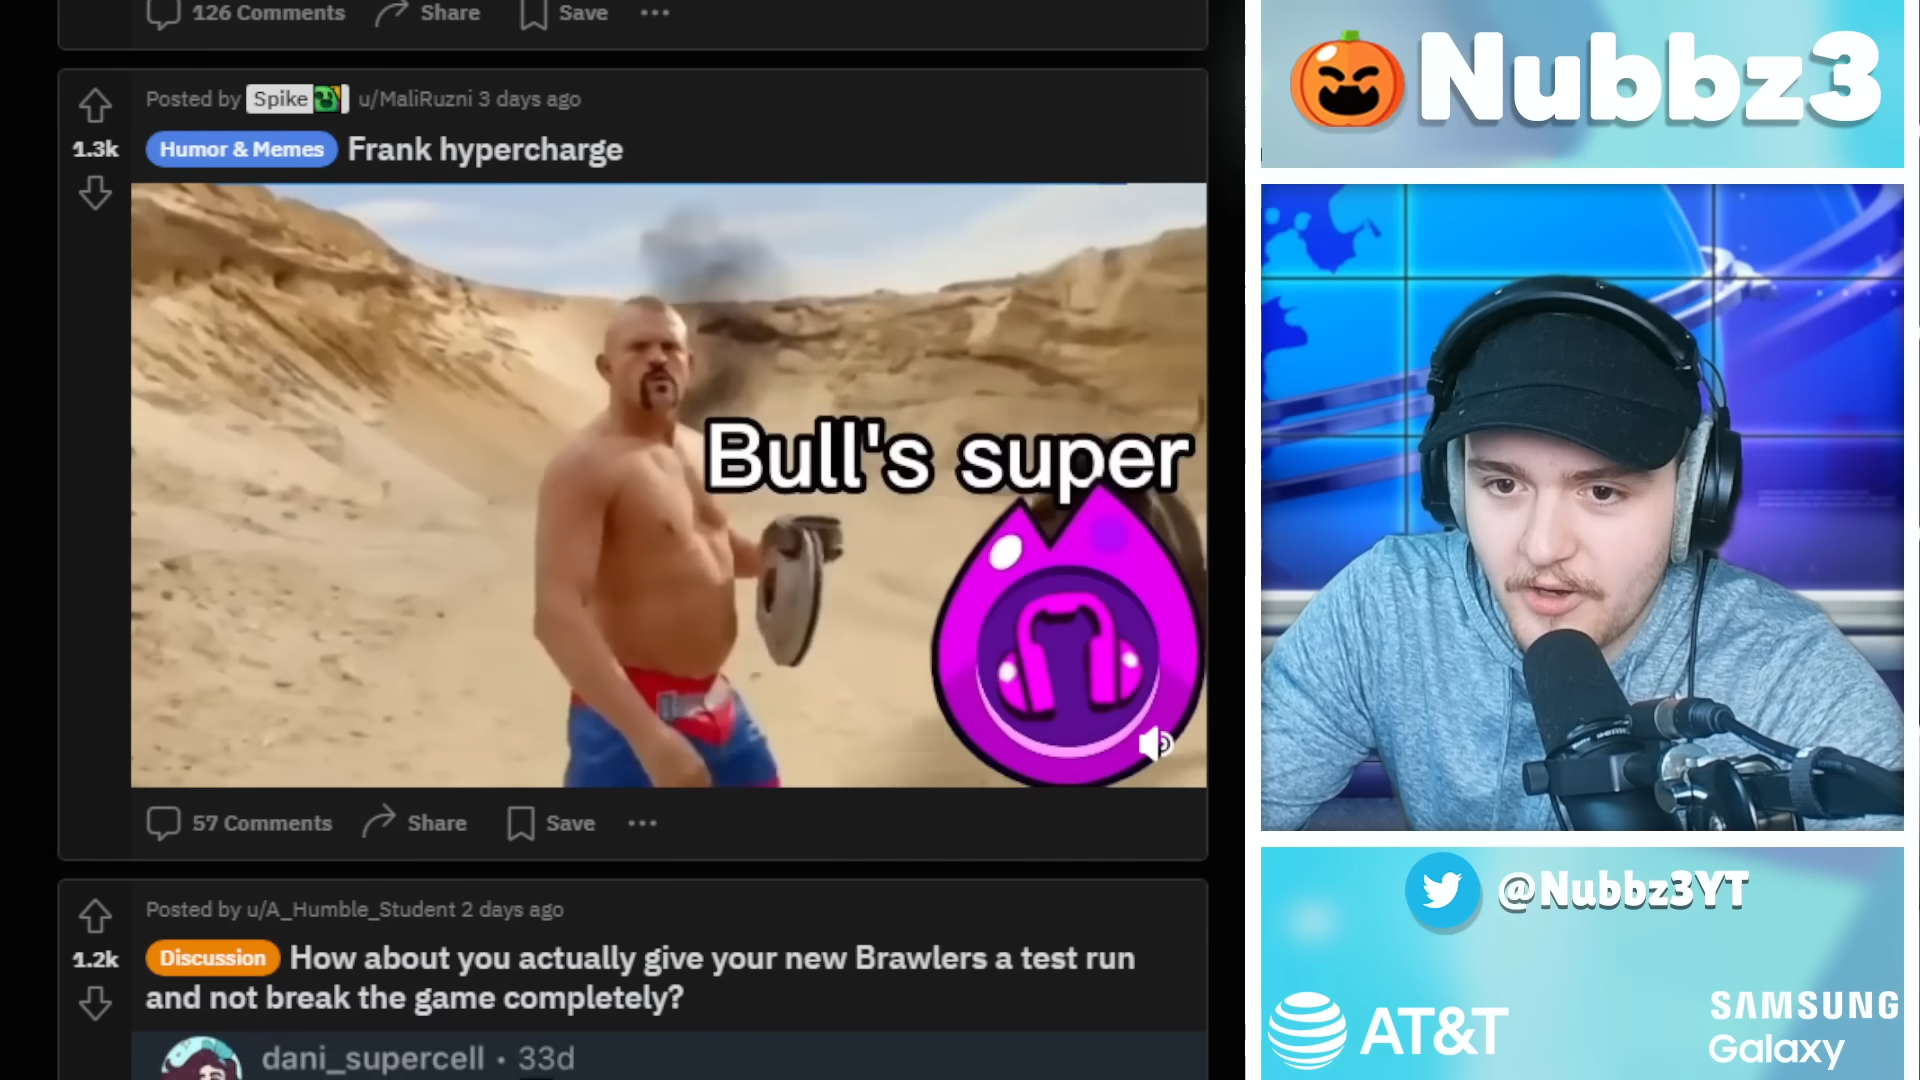 126 Comments Share Save
Posted by Spike u/MaliRuzni 3 days ago
1.3k
Humor & Memes Frank hypercharge
Bull's super
57 Comments Share Save
Posted by u/A_Humble_Student 2 days ago
1.2k
Discussion How about you actually give your new Brawlers a test run
and not break the game completely?
dani_supercell • 33d
Nubbz3
@Nubbz3YT
AT&T
SAMSUNG
Galaxy